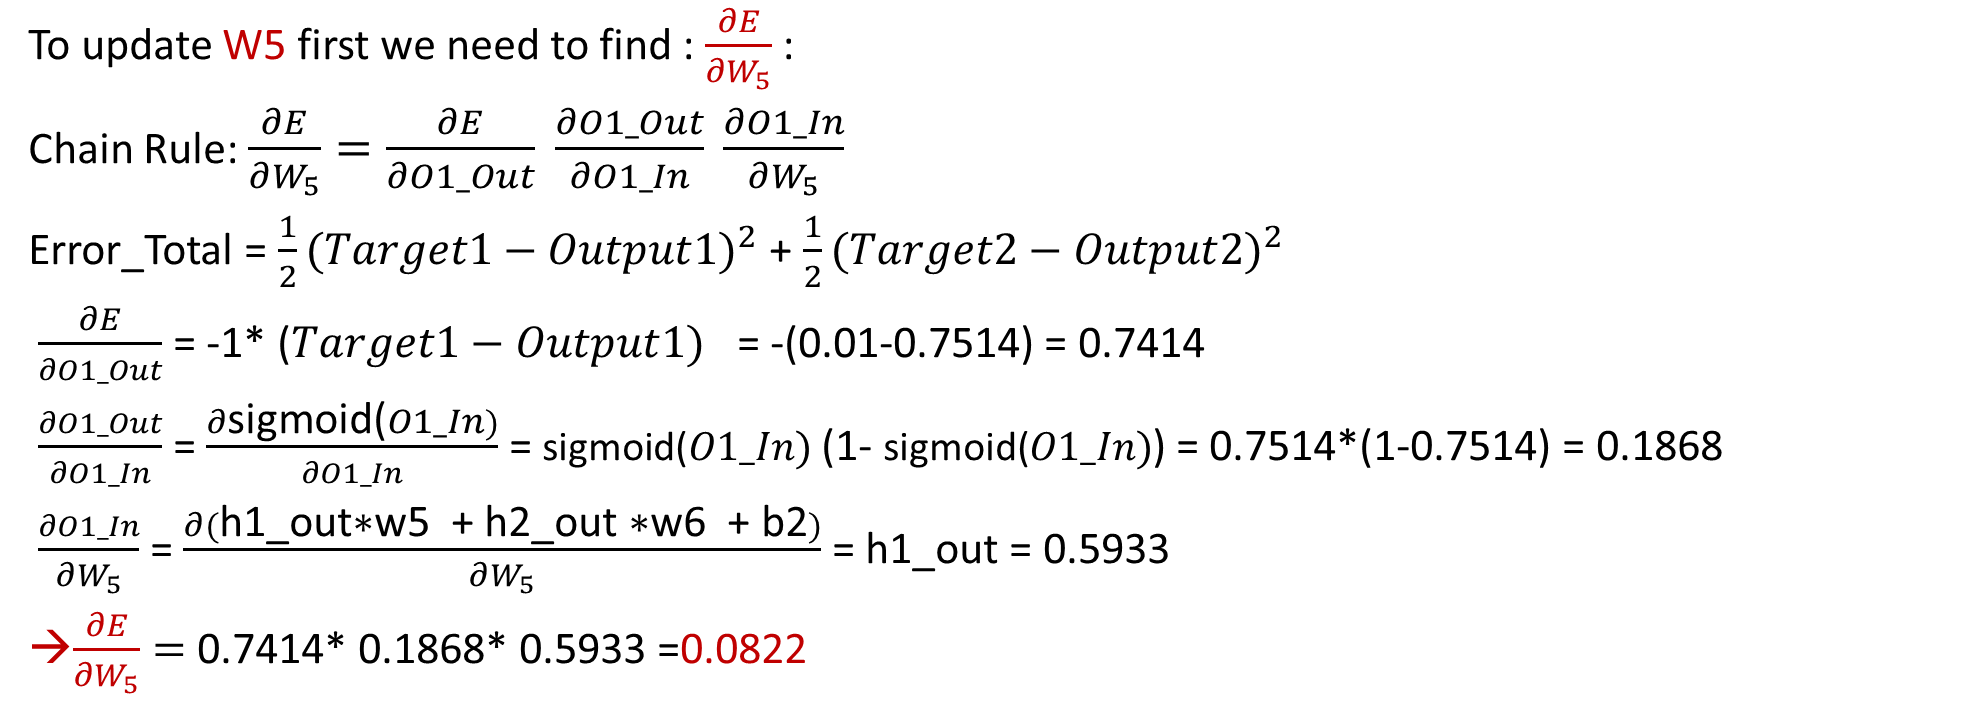 To update W5 first we need to find : ∂E/∂W₅ :
Chain Rule: ∂E/∂W₅ = ∂E/∂O1_Out ∂O1_Out/∂O1_In ∂O1_In/∂W₅
Error_Total = 1/2 (Target1 − Output1)² + 1/2 (Target2 − Output2)²
∂E/∂O1_Out = -1* (Target1 − Output1) = -(0.01-0.7514) = 0.7414
∂O1_Out/∂O1_In = ∂sigmoid(O1_In)/∂O1_In = sigmoid(O1_In) (1- sigmoid(O1_In)) = 0.7514*(1-0.7514) = 0.1868
∂O1_In/∂W₅ = ∂(h1_out∗w5 + h2_out ∗w6 + b2)/∂W₅ = h1_out = 0.5933
→ ∂E/∂W₅ = 0.7414* 0.1868* 0.5933 =0.0822